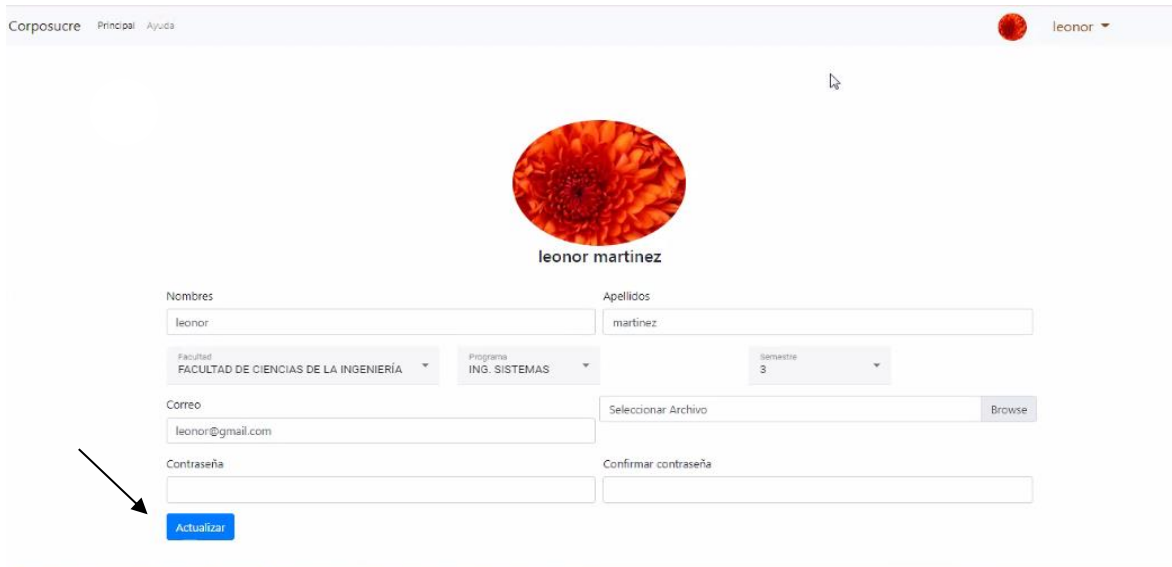 Corposucre Principal Ayuda leonor
leonor martinez
Nombres Apellidos
leonor martinez
Facultad Programa Semestre
FACULTAD DE CIENCIAS DE LA INGENIERÍA ING. SISTEMAS 3
Correo
Seleccionar Archivo Browse
leonor@gmail.com
Contraseña Confirmar contraseña
Actualizar